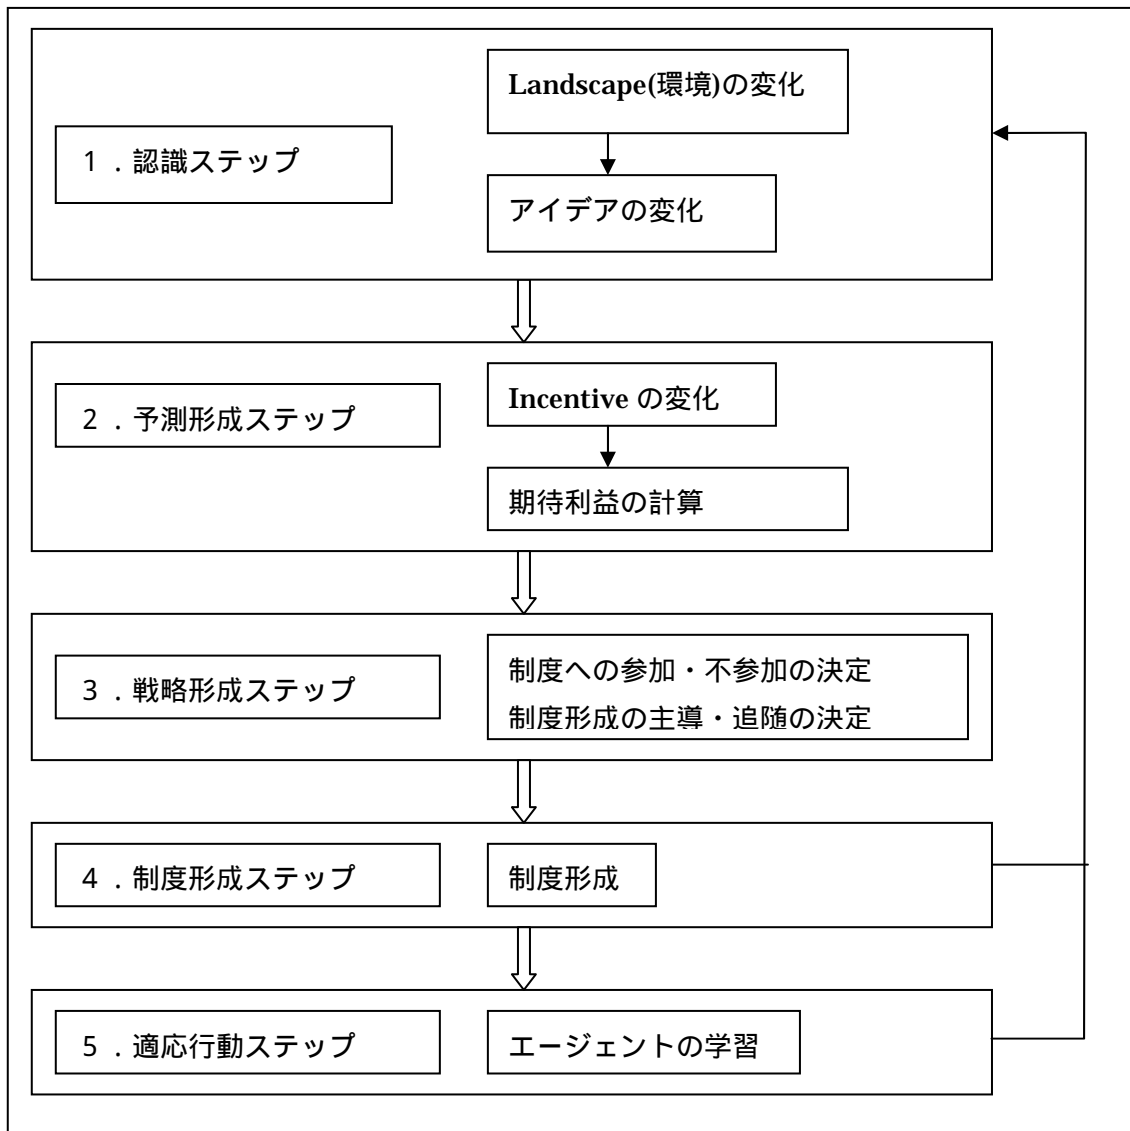 Landscape(環境)の変化
1．認識ステップ
アイデアの変化
Incentive の変化
2．予測形成ステップ
期待利益の計算
制度への参加・不参加の決定
3．戦略形成ステップ
制度形成の主導・追随の決定
4．制度形成ステップ
制度形成
5．適応行動ステップ
エージェントの学習